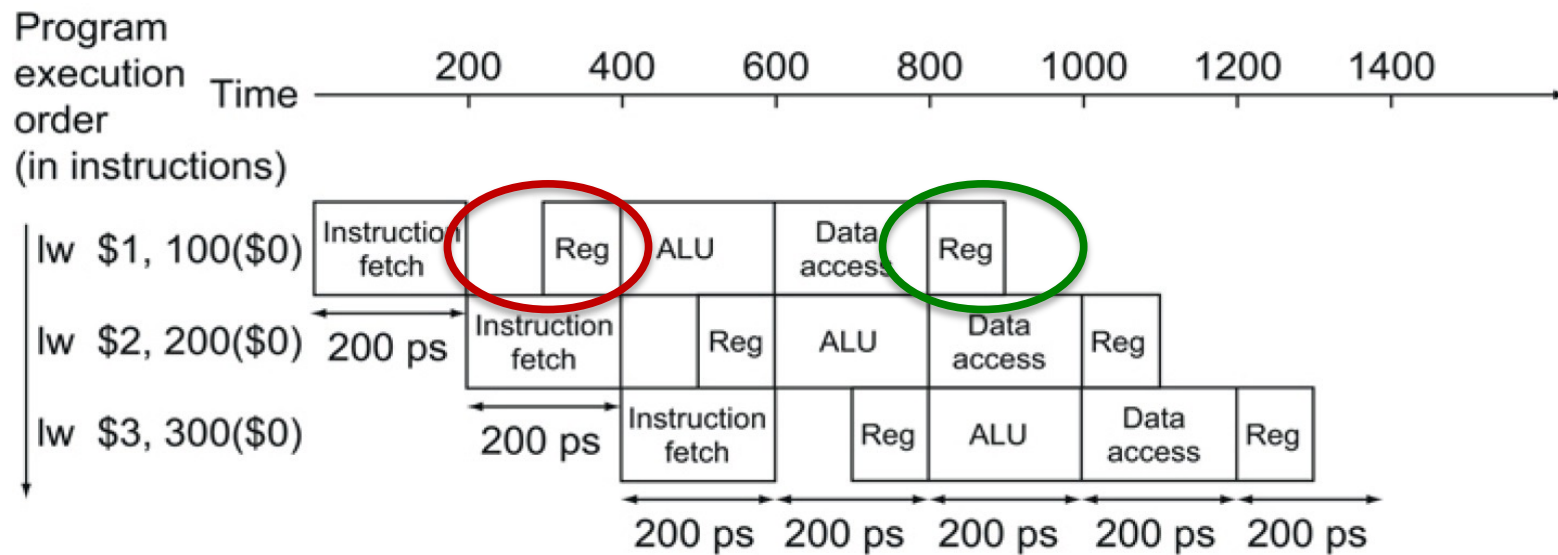 Program
execution
order
(in instructions)
Time
200 400 600 800 1000 1200 1400
lw $1, 100($0)
Instruction
fetch
Reg
ALU
Data
access
Reg
lw $2, 200($0)
200 ps
Instruction
fetch
Reg
ALU
Data
access
Reg
lw $3, 300($0)
200 ps
Instruction
fetch
Reg
ALU
Data
access
Reg
200 ps 200 ps 200 ps 200 ps 200 ps